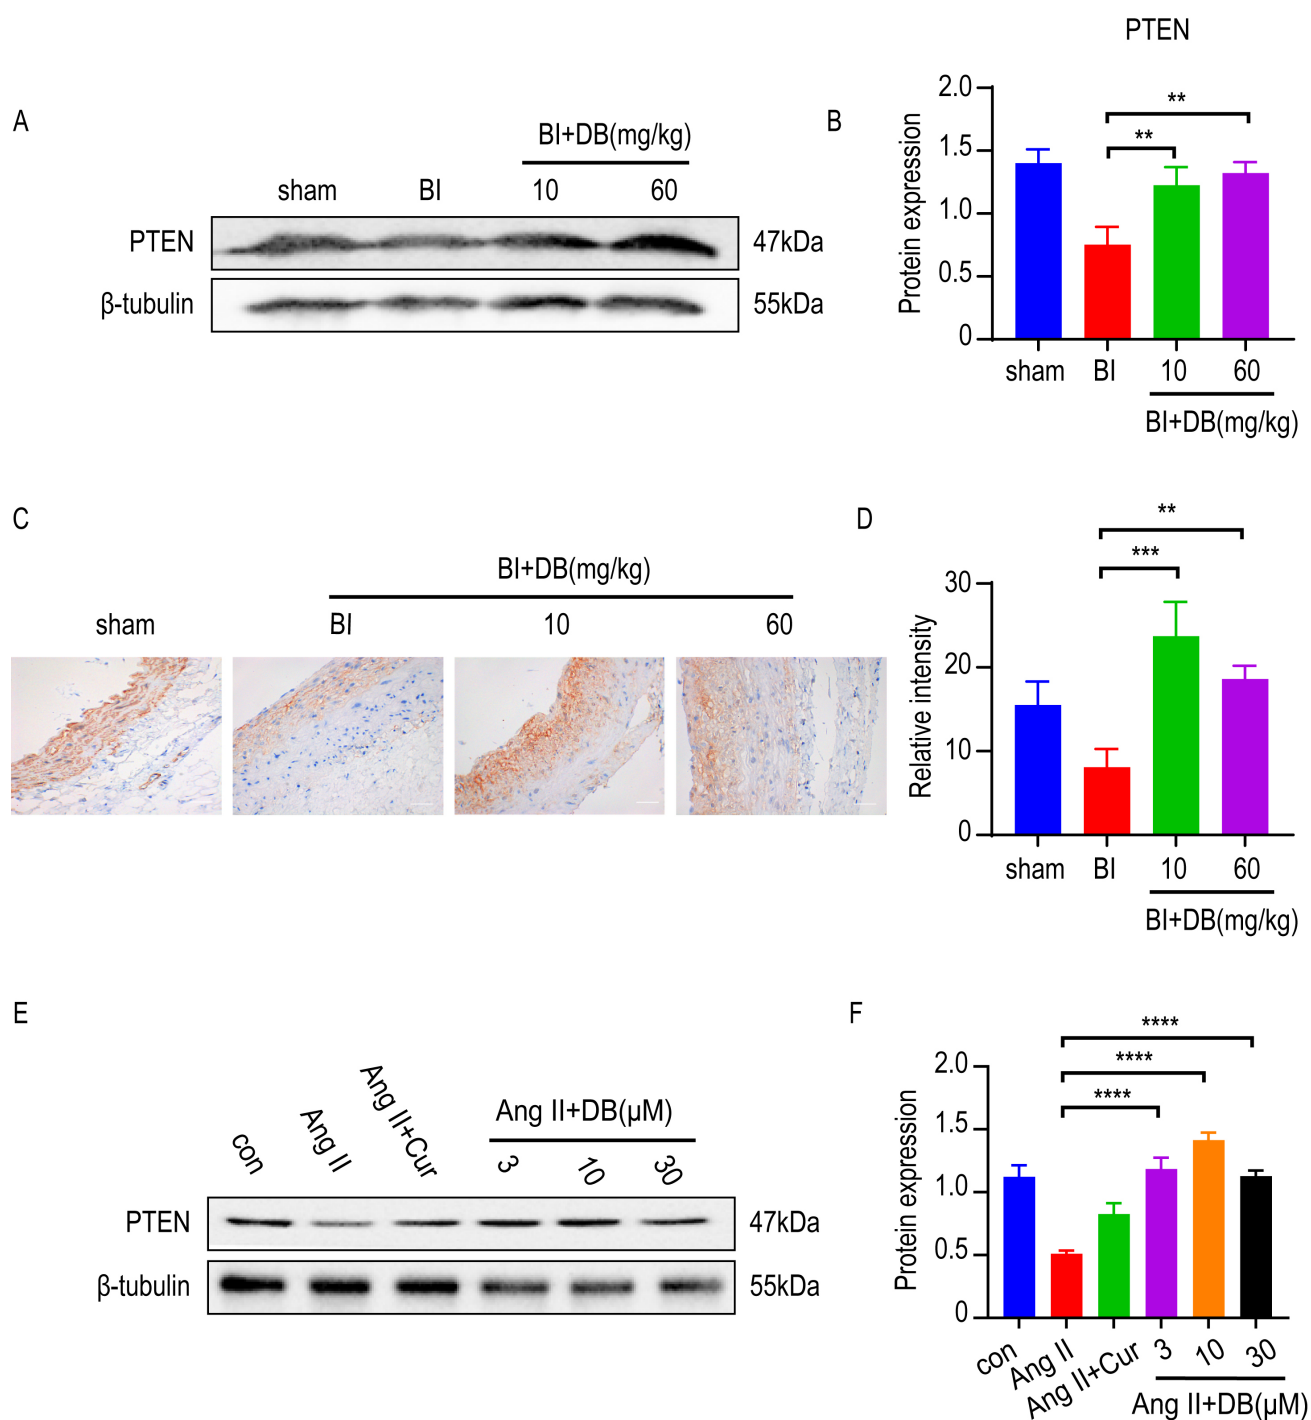 PTEN
A
BI+DB(mg/kg)
sham BI 10 60
PTEN 47kDa
β-tubulin 55kDa
B
**
**
Protein expression
2.0
1.5
1.0
0.5
0
sham BI 10 60
BI+DB(mg/kg)
C
BI+DB(mg/kg)
sham BI 10 60
D
**
***
Relative intensity
30
20
10
0
sham BI 10 60
BI+DB(mg/kg)
E
con Ang II Ang II+Cur Ang II+DB(μM)
3 10 30
PTEN 47kDa
β-tubulin 55kDa
F
****
****
****
Protein expression
2.0
1.5
1.0
0.5
0
con Ang II Ang II+Cur 3 10 30
Ang II+DB(μM)